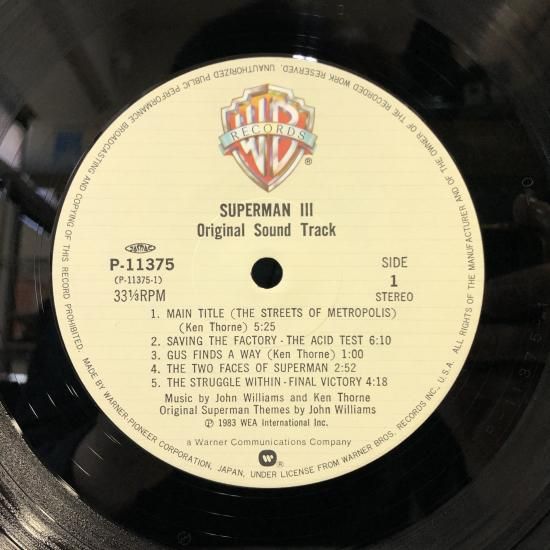 WB
RECORDS
®
SUPERMAN III
Original Sound Track
JASRAC
P-11375
(P-11375-1)
33⅓RPM
SIDE
1
STEREO
1. MAIN TITLE (THE STREETS OF METROPOLIS)
(Ken Thorne) 5:25
2. SAVING THE FACTORY - THE ACID TEST 6:10
3. GUS FINDS A WAY (Ken Thorne) 1:00
4. THE TWO FACES OF SUPERMAN 2:52
5. THE STRUGGLE WITHIN - FINAL VICTORY 4:18
Music by John Williams and Ken Thorne
Original Superman Themes by John Williams
℗ 1983 WEA International Inc.
a Warner Communications Company
®
MADE BY WARNER-PIONEER CORPORATION, JAPAN, UNDER LICENSE FROM WARNER BROS. RECORDS INC., U.S.A. ALL RIGHTS OF THE MANUFACTURER AND OF THE OWNER OF THE RECORDED WORK RESERVED. UNAUTHORIZED PUBLIC PERFORMANCE BROADCASTING AND COPYING OF THIS RECORD PROHIBITED.